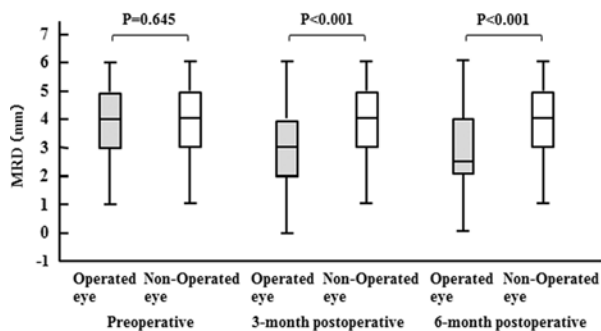 P=0.645 P<0.001 P<0.001
7
6
5
4
3
2
1
0
-1
MRD (mm)
Operated eye Non-Operated eye Operated eye Non-Operated eye Operated eye Non-Operated eye
Preoperative 3-month postoperative 6-month postoperative